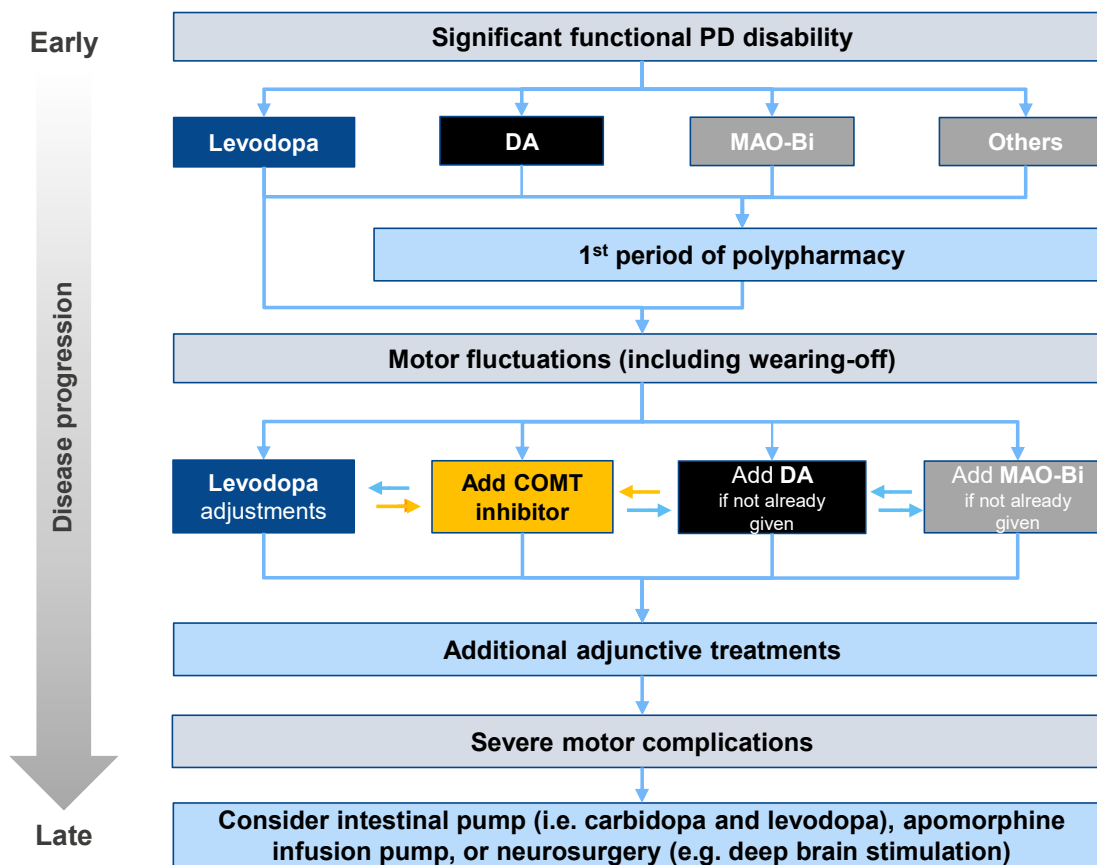 Early
Significant functional PD disability
Levodopa
DA
MAO-Bi
Others
1st period of polypharmacy
Disease progression
Motor fluctuations (including wearing-off)
Levodopa
adjustments
Add COMT
inhibitor
Add DA
if not already
given
Add MAO-Bi
if not already
given
Additional adjunctive treatments
Severe motor complications
Late
Consider intestinal pump (i.e. carbidopa and levodopa), apomorphine
infusion pump, or neurosurgery (e.g. deep brain stimulation)